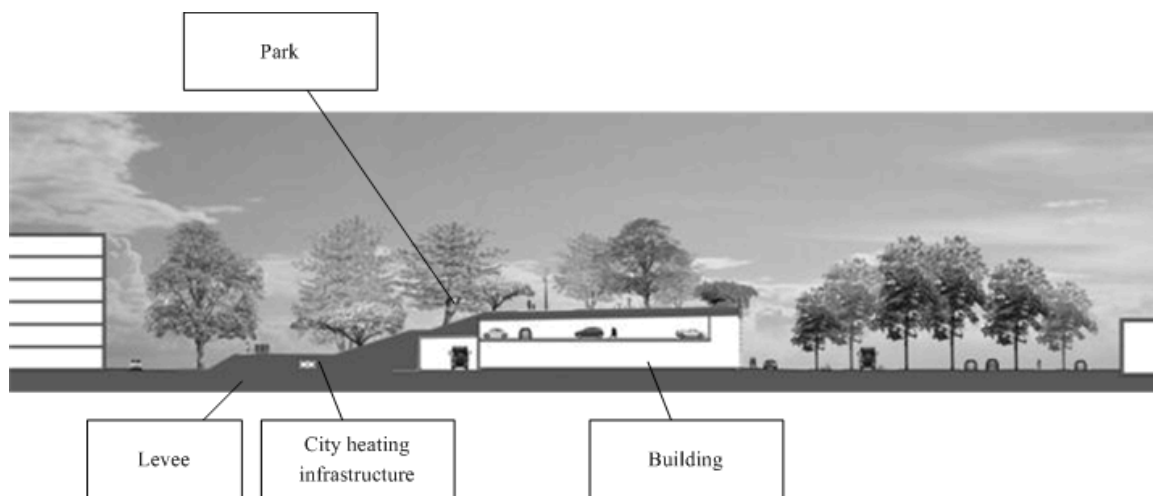 Park
Levee
City heating
infrastructure
Building